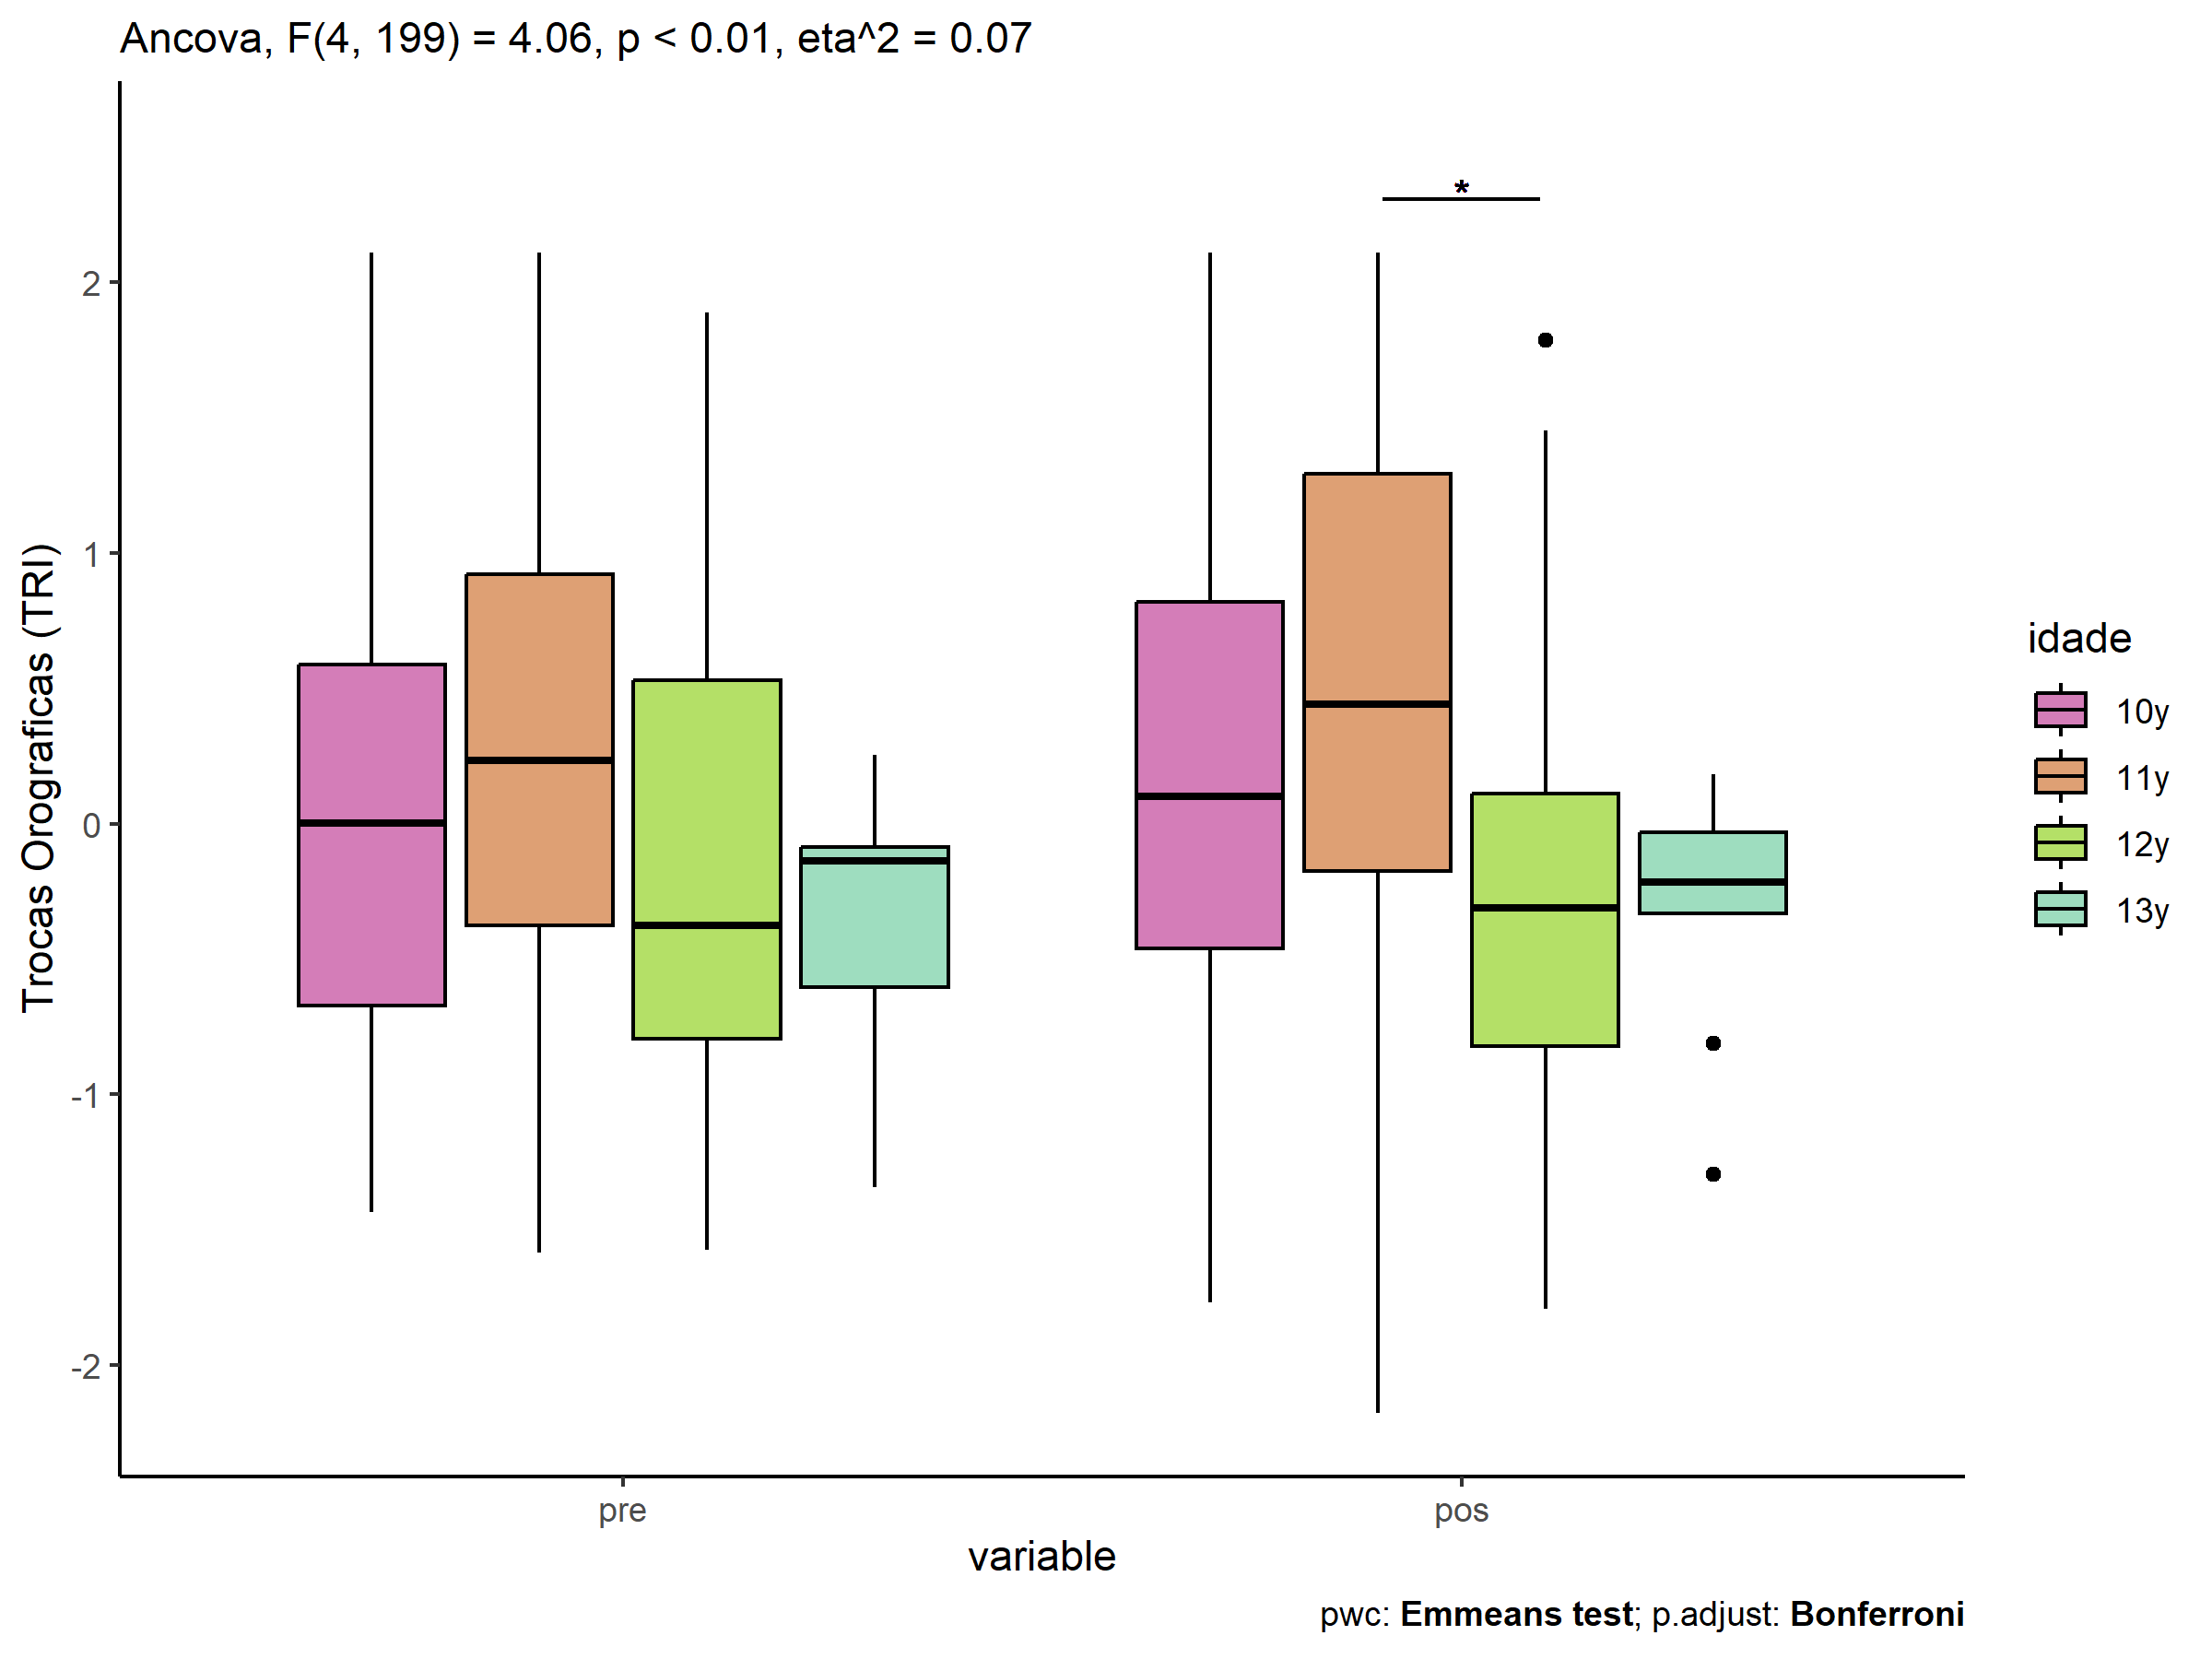 Ancova, F(4, 199) = 4.06, p < 0.01, eta^2 = 0.07
Trocas Orograficas (TRI)
2
1
0
-1
-2
*
pre
pos
variable
idade
10y
11y
12y
13y
pwc: Emmeans test; p.adjust: Bonferroni